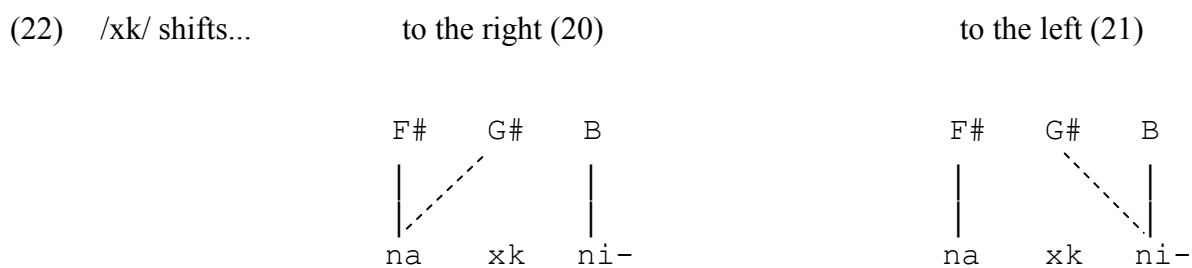 (22) /xk/ shifts... to the right (20) to the left (21)
F# G# B F# G# B
na xk ni- na xk ni-